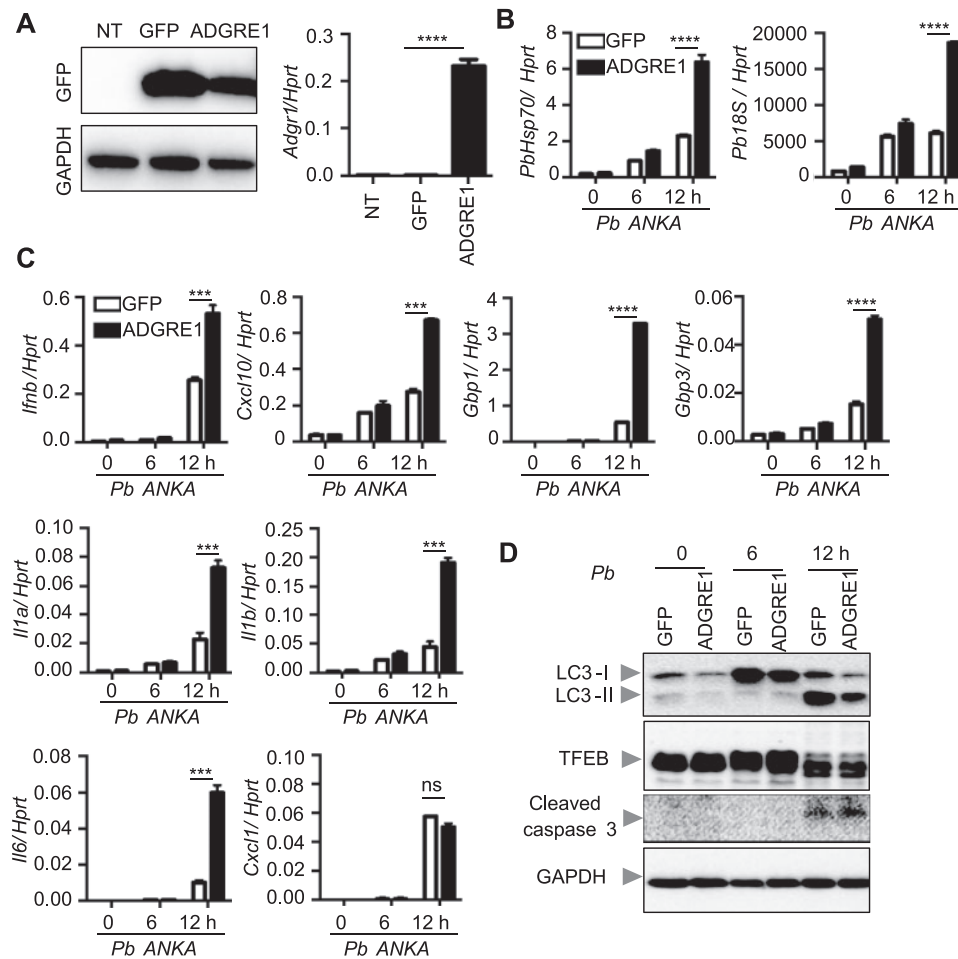 A
NT GFP ADGRE1
GFP
GAPDH
Adgr1/Hprt
0.3
0.2
0.1
0.0
****
NT
GFP
ADGRE1
B
GFP
ADGRE1
PbHsp70/ Hprt
8
6
4
2
0
****
0 6 12 h
Pb ANKA
Pb18S / Hprt
20000
15000
10000
5000
0
****
0 6 12 h
Pb ANKA
C
GFP
ADGRE1
Ifnb /Hprt
0.6
0.4
0.2
0.0
***
0 6 12 h
Pb ANKA
Cxcl10/ Hprt
0.8
0.6
0.4
0.2
0.0
***
0 6 12 h
Pb ANKA
Gbp1/ Hprt
4
3
2
1
0
****
0 6 12 h
Pb ANKA
Gbp3/ Hprt
0.06
0.04
0.02
0.00
****
0 6 12 h
Pb ANKA
Il1a/ Hprt
0.10
0.08
0.06
0.04
0.02
0.00
***
0 6 12 h
Pb ANKA
Il1b/ Hprt
0.25
0.20
0.15
0.10
0.05
0.00
***
0 6 12 h
Pb ANKA
Il6/ Hprt
0.08
0.06
0.04
0.02
0.00
***
0 6 12 h
Pb ANKA
Cxcl1/ Hprt
0.10
0.08
0.06
0.04
0.02
0.00
ns
0 6 12 h
Pb ANKA
D
Pb
0 6 12 h
GFP ADGRE1 GFP ADGRE1 GFP ADGRE1
LC3-I
LC3-II
TFEB
Cleaved
caspase 3
GAPDH